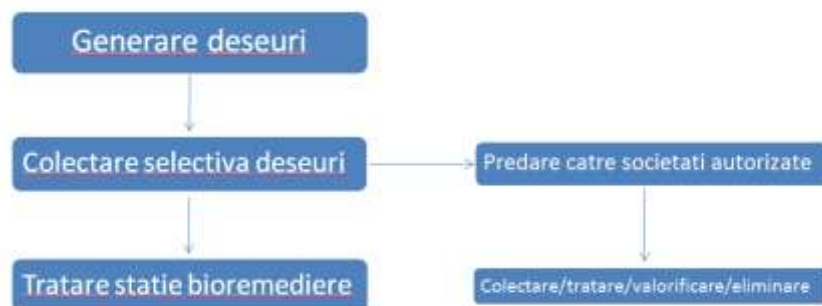 Generare deseuri
Colectare selectiva deseuri
Predare catre societati autorizate
Tratare statie bioremediere
Colectare/tratare/valorificare/eliminare